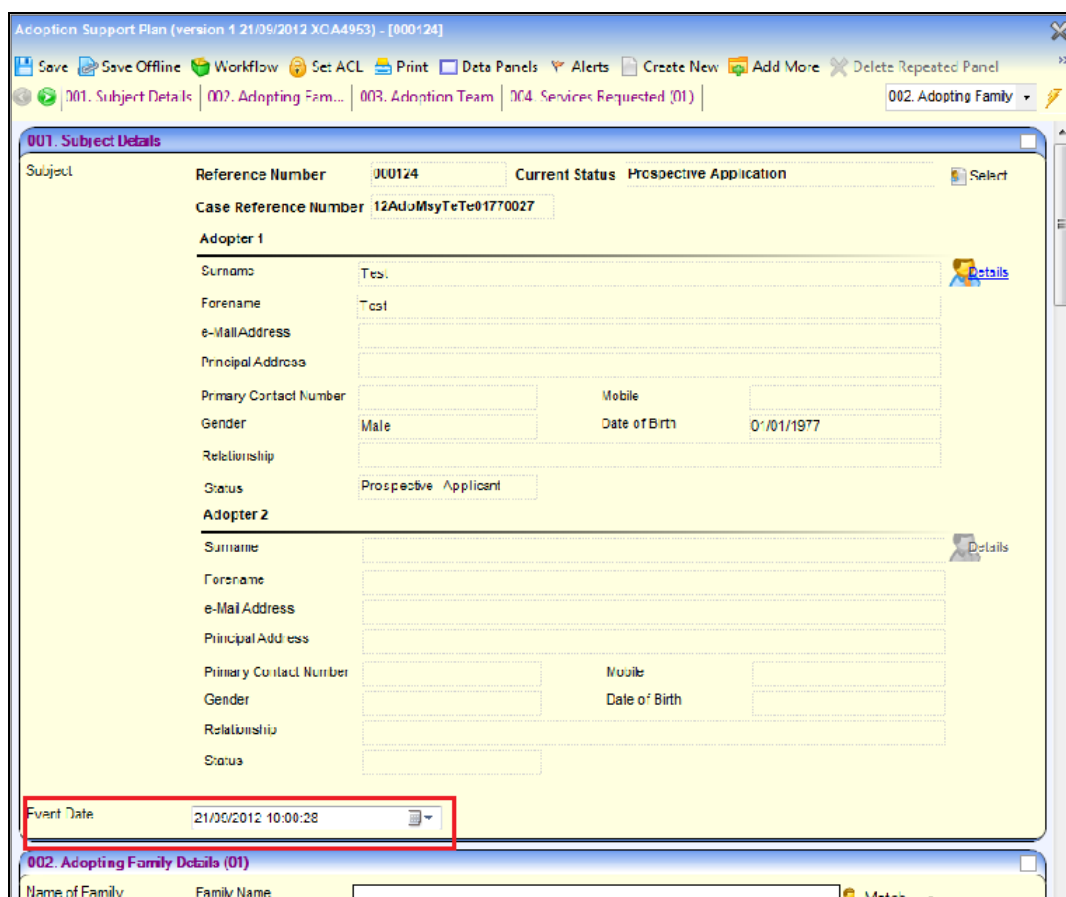 Adoption Support Plan (version 1 21/09/2012 XCA4953) - [000124]
Save Save Offline Workflow Set ACL Print Data Panels Alerts Create New Add More Delete Repeated Panel
001. Subject Details 002. Adopting Fam... 003. Adoption Team 004. Services Requested (01) 002. Adopting Family
001. Subject Details
Subject Reference Number 000124 Current Status Prospective Application Select
Case Reference Number 12AdoMsyTeTe01770027
Adopter 1
Surname Test Details
Forename Test
e-Mail Address
Principal Address
Primary Contact Number Mobile
Gender Male Date of Birth 01/01/1977
Relationship
Status Prospective Applicant
Adopter 2
Surname Details
Forename
e-Mail Address
Principal Address
Primary Contact Number Mobile
Gender Date of Birth
Relationship
Status
Event Date 21/09/2012 10:00:28
002. Adopting Family Details (01)
Name of Family Family Name Match